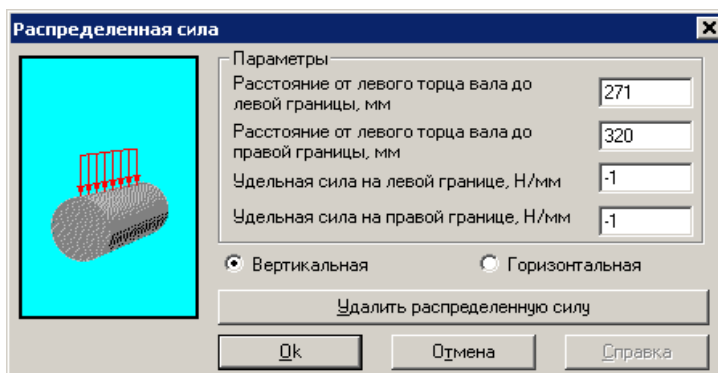 Распределенная сила
Параметры
Расстояние от левого торца вала до
левой границы, мм
271
Расстояние от левого торца вала до
правой границы, мм
320
Удельная сила на левой границе, Н/мм
-1
Удельная сила на правой границе, Н/мм
-1
Вертикальная
Горизонтальная
Удалить распределенную силу
Ok
Отмена
Справка